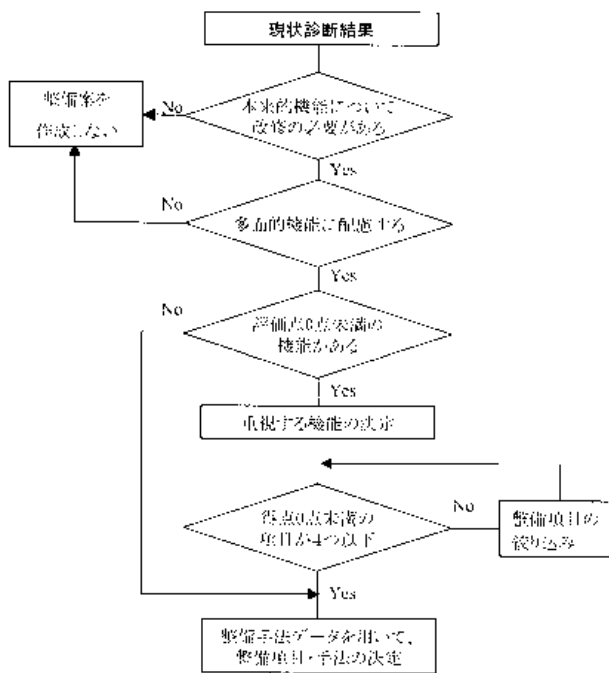 現状診断結果
整備案を
作成しない
No
本来的機能について
改修の必要がある
Yes
No
多面的機能に配慮する
Yes
No
評価点0点未満の
機能がある
Yes
重視する機能の決定
得点0点未満の
項目が4つ以下
No
整備項目の
絞り込み
Yes
整備手法データを用いて、
整備項目・手法の決定